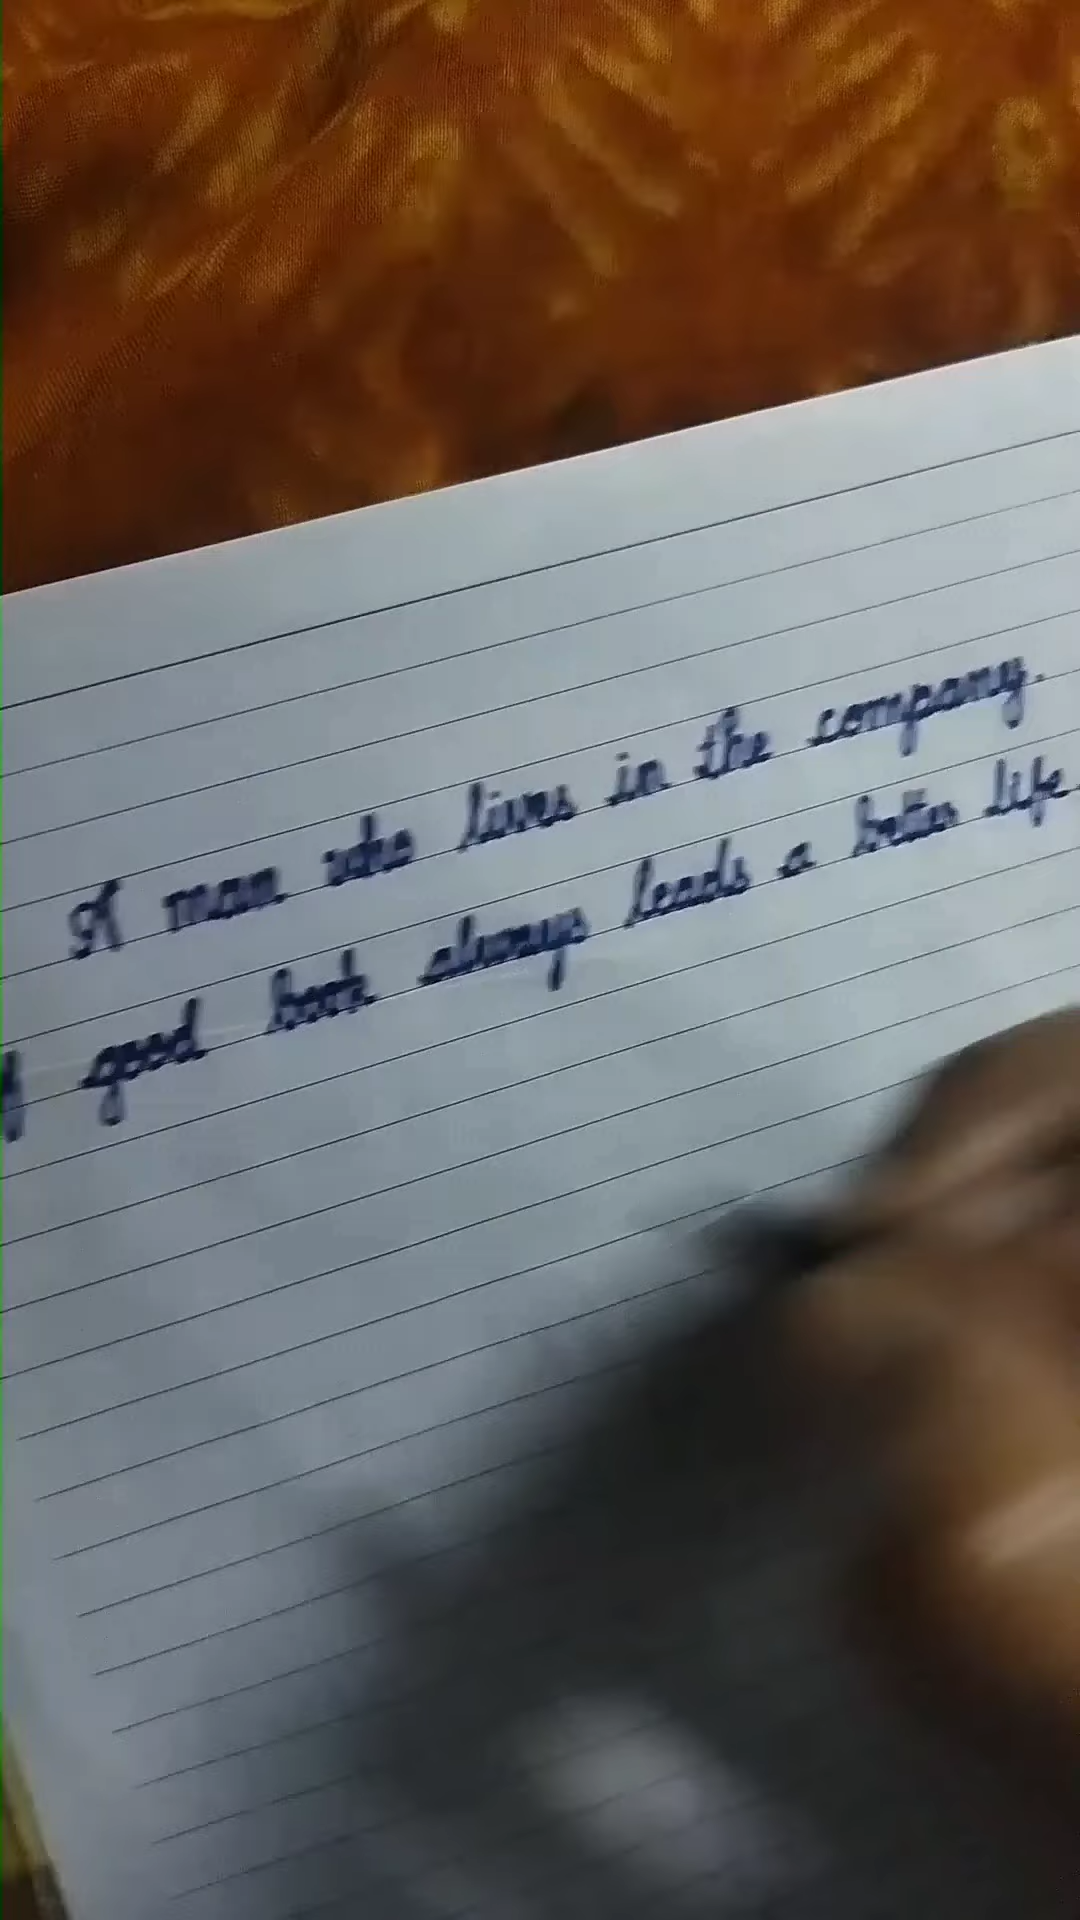 A man who lives in the company.
good book always leads a better life.